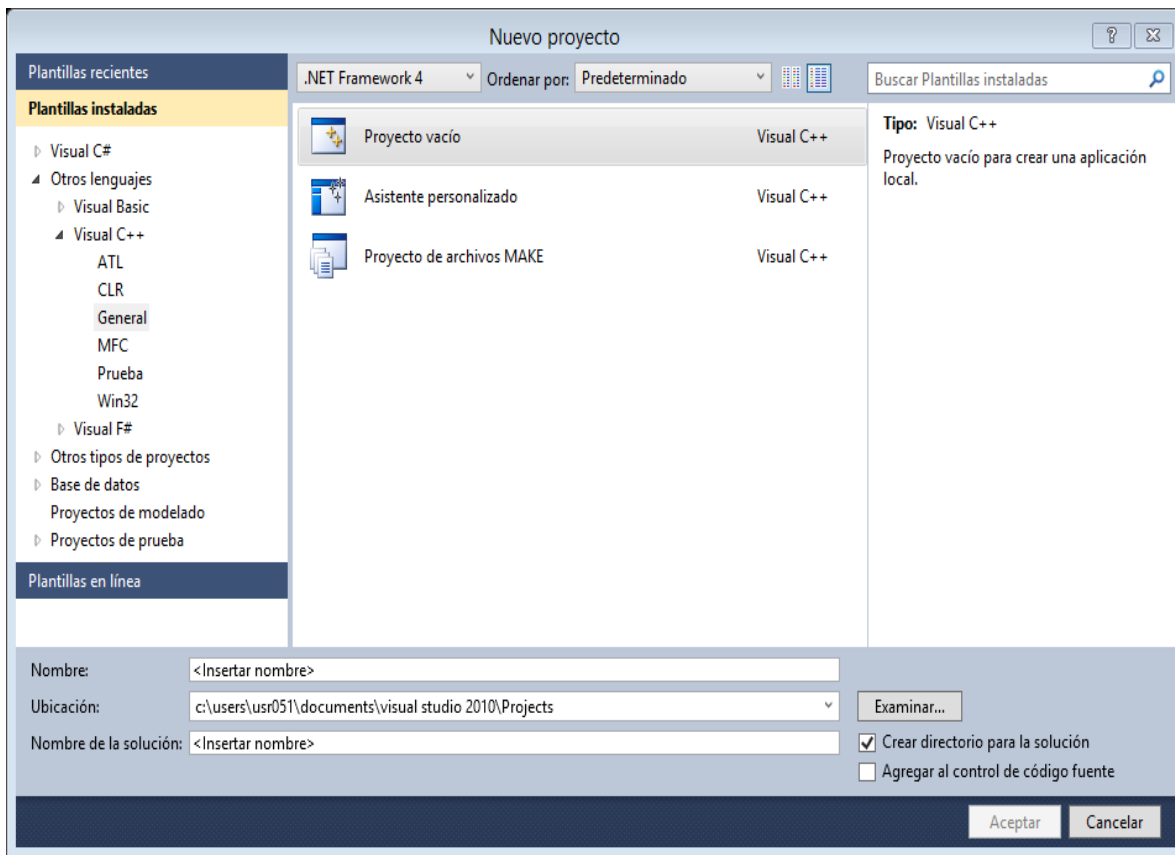 Nuevo proyecto
Plantillas recientes
Plantillas instaladas
Visual C#
Otros lenguajes
Visual Basic
Visual C++
ATL
CLR
General
MFC
Prueba
Win32
Visual F#
Otros tipos de proyectos
Base de datos
Proyectos de modelado
Proyectos de prueba
Plantillas en línea
.NET Framework 4
Ordenar por: Predeterminado
Proyecto vacío Visual C++
Asistente personalizado Visual C++
Proyecto de archivos MAKE Visual C++
Buscar Plantillas instaladas
Tipo: Visual C++
Proyecto vacío para crear una aplicación
local.
Nombre: <Insertar nombre>
Ubicación: c:\users\usr051\documents\visual studio 2010\Projects
Examinar...
Nombre de la solución: <Insertar nombre>
Crear directorio para la solución
Agregar al control de código fuente
Aceptar
Cancelar